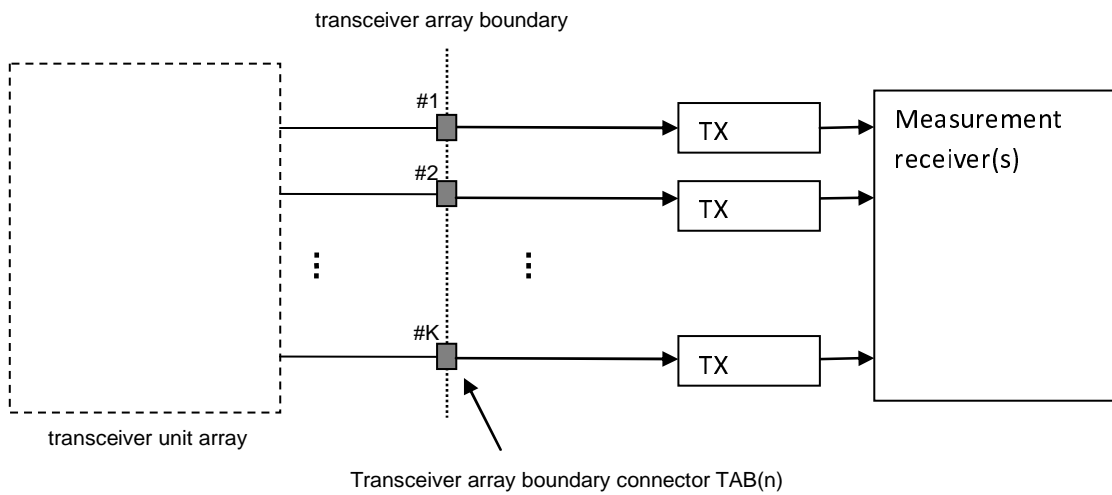 transceiver array boundary
#1
TX
Measurement
receiver(s)
#2
TX
#K
TX
transceiver unit array
Transceiver array boundary connector TAB(n)